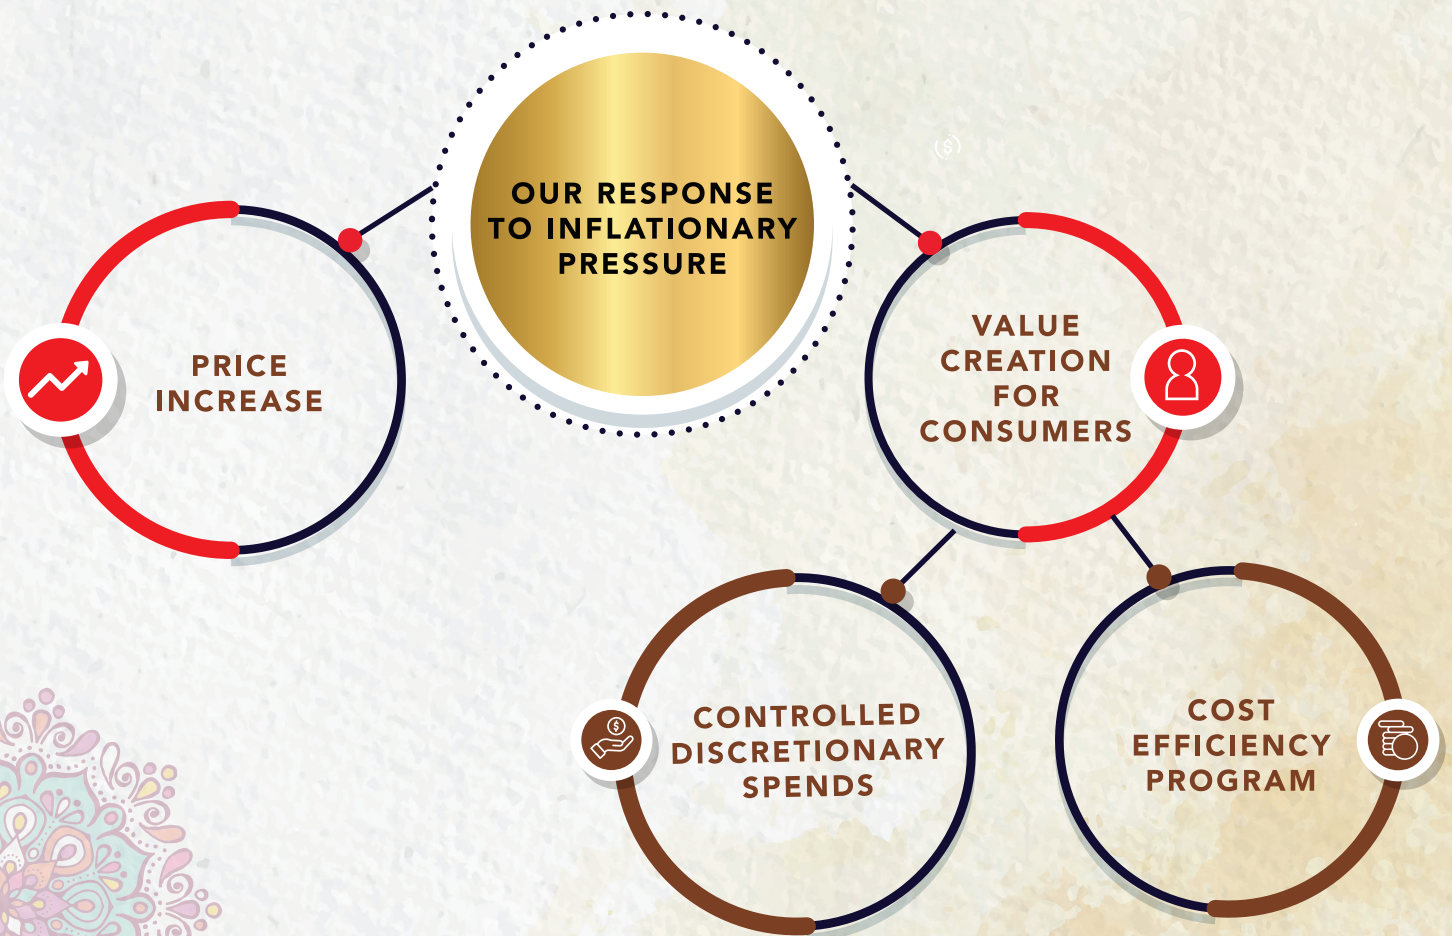 OUR RESPONSE
TO INFLATIONARY
PRESSURE
PRICE
INCREASE
VALUE
CREATION
FOR
CONSUMERS
CONTROLLED
DISCRETIONARY
SPENDS
COST
EFFICIENCY
PROGRAM
($)
$